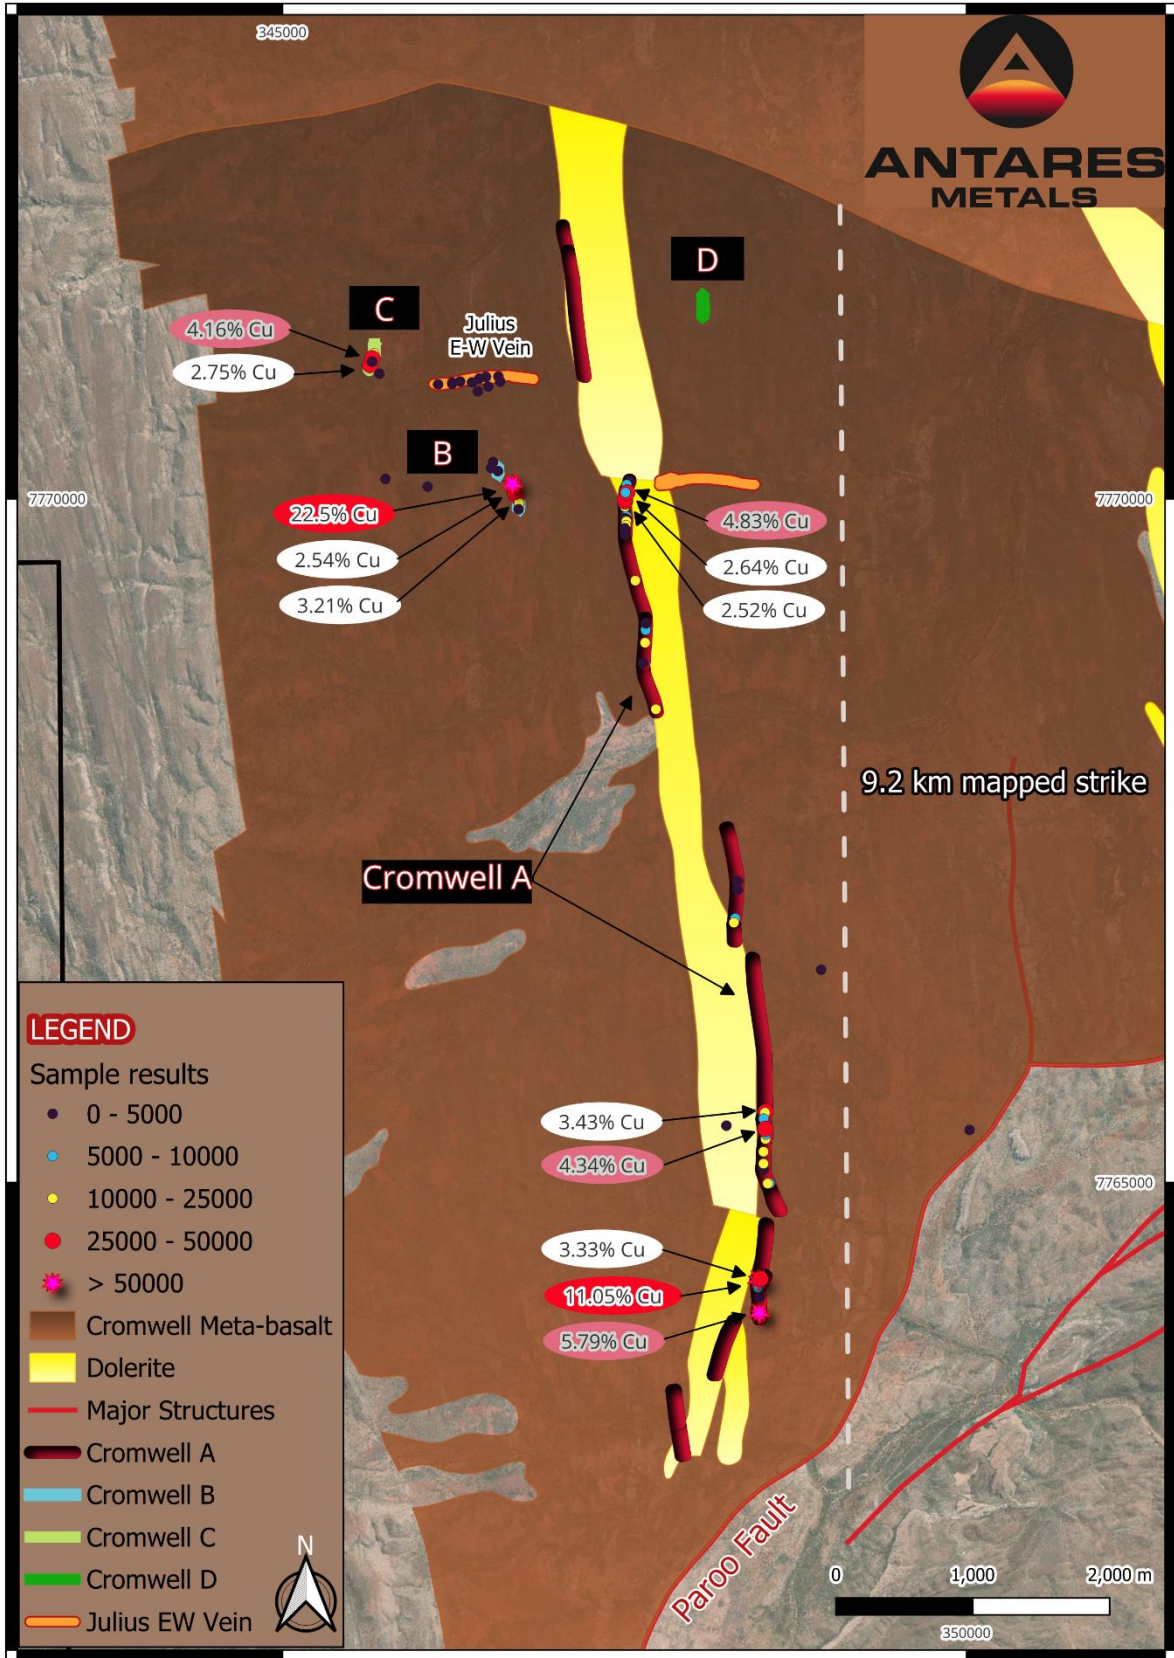 345000
ANTARES
METALS
D
C
4.16% Cu
Julius
E-W Vein
2.75% Cu
B
7770000
7770000
22.5% Cu
4.83% Cu
2.54% Cu
2.64% Cu
3.21% Cu
2.52% Cu
9.2 km mapped strike
Cromwell A
3.43% Cu
4.34% Cu
7765000
3.33% Cu
11.05% Cu
5.79% Cu
LEGEND
Sample results
0 - 5000
5000 - 10000
10000 - 25000
25000 - 50000
> 50000
Cromwell Meta-basalt
Dolerite
Major Structures
Cromwell A
Cromwell B
Cromwell C
Cromwell D
Julius EW Vein
N
Paroo Fault
0 1,000 2,000 m
350000